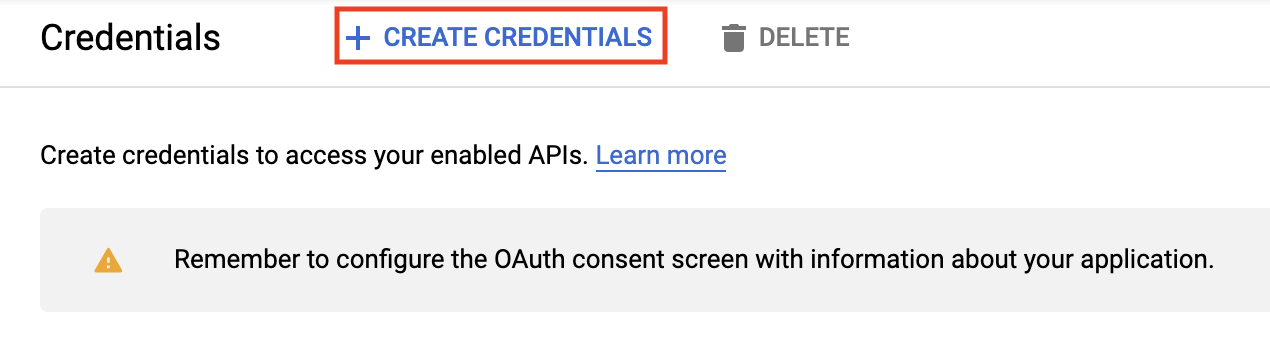 Credentials + CREATE CREDENTIALS DELETE
Create credentials to access your enabled APIs. Learn more
Remember to configure the OAuth consent screen with information about your application.